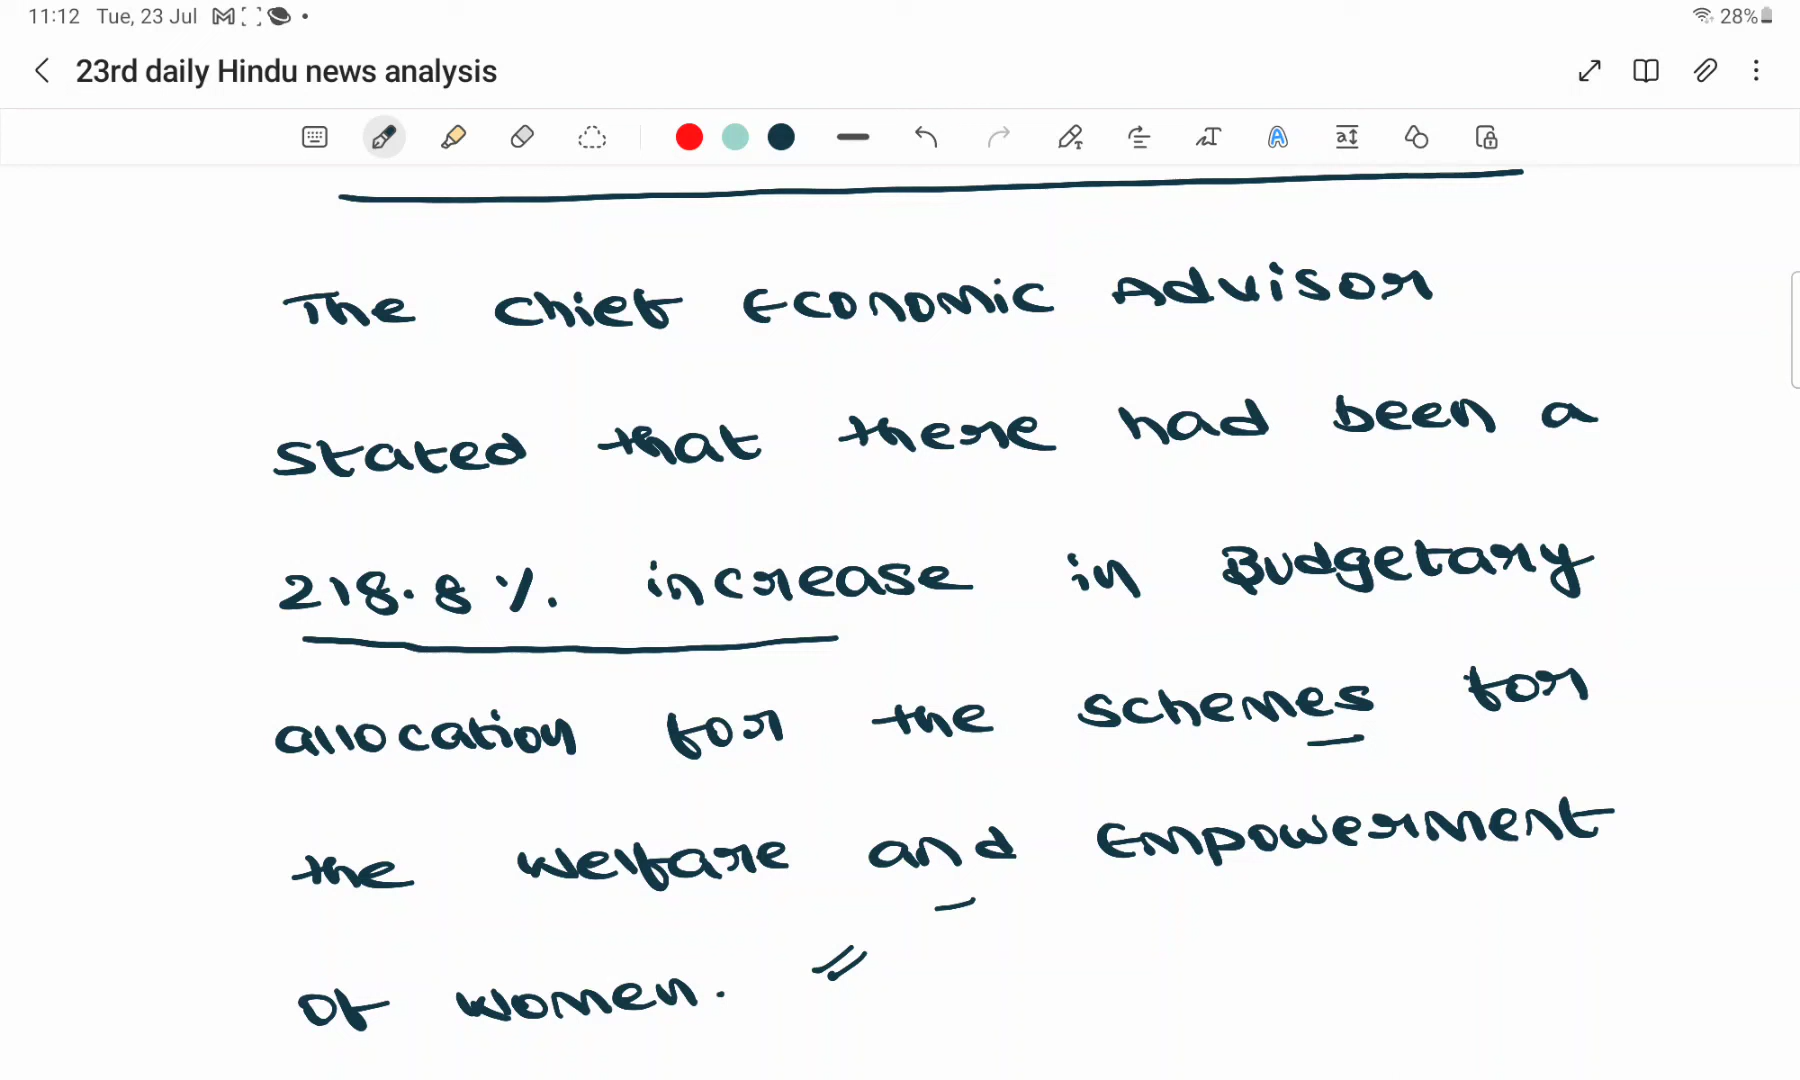 11:12 Tue, 23 Jul 28%
23rd daily Hindu news analysis
The Chief Economic Advisor
stated that there had been a
218.8%. increase in Budgetary
allocation for the schemes for
the welfare and Empowerment
of women.